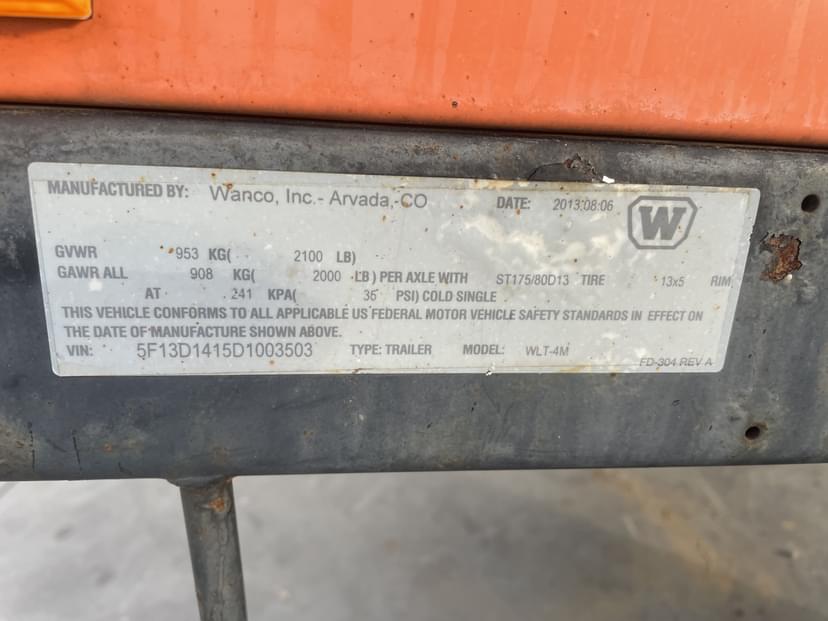 MANUFACTURED BY: Wanco, Inc.- Arvada, CO DATE: 2013:08:06 W
GVWR 953 KG( 2100 LB)
GAWR ALL 908 KG( 2000 LB) PER AXLE WITH ST175/80D13 TIRE 13x5 RIM
AT 241 KPA( 35 PSI) COLD SINGLE
THIS VEHICLE CONFORMS TO ALL APPLICABLE US FEDERAL MOTOR VEHICLE SAFETY STANDARDS IN EFFECT ON
THE DATE OF MANUFACTURE SHOWN ABOVE.
VIN: 5F13D1415D1003503 TYPE: TRAILER MODEL: WLT-4M
FD-304 REV A